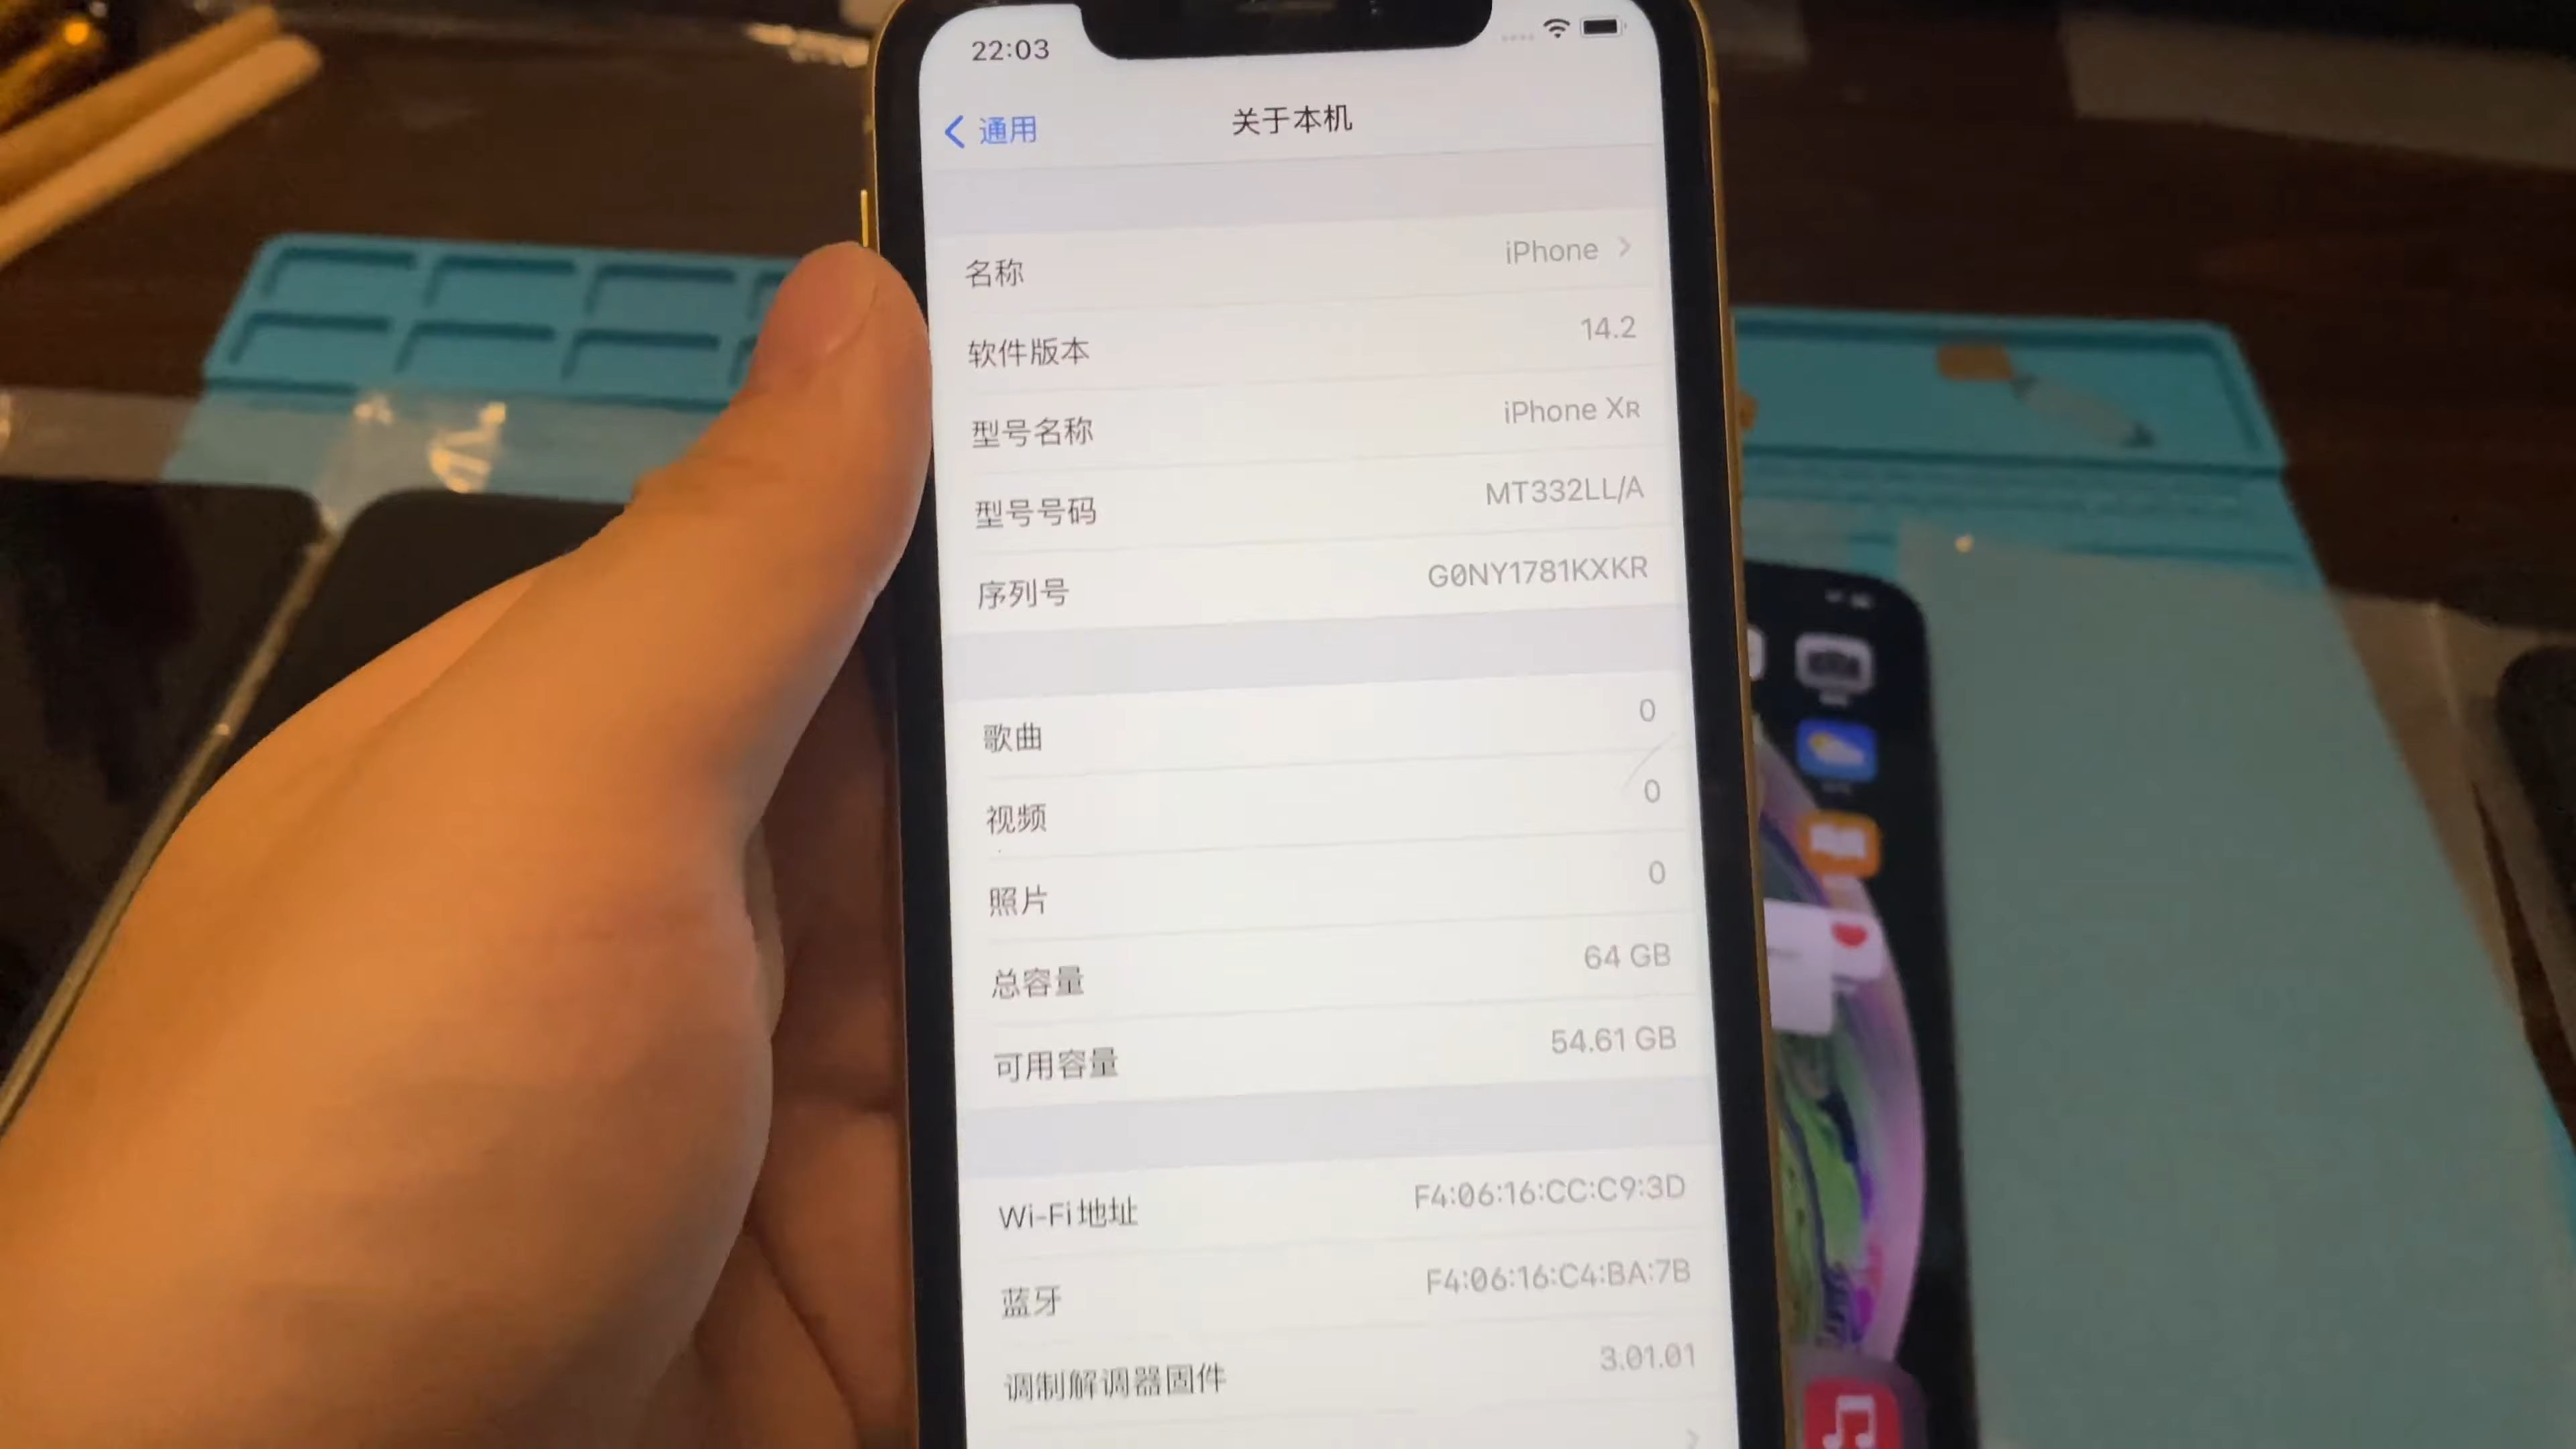 22:03
通用
关于本机
名称 iPhone
软件版本 14.2
型号名称 iPhone XR
型号号码 MT332LL/A
序列号 G0NY1781KXKR
歌曲 0
视频 0
照片 0
总容量 64 GB
可用容量 54.61 GB
Wi-Fi地址 F4:06:16:CC:C9:3D
蓝牙 F4:06:16:C4:BA:7B
调制解调器固件 3.01.01